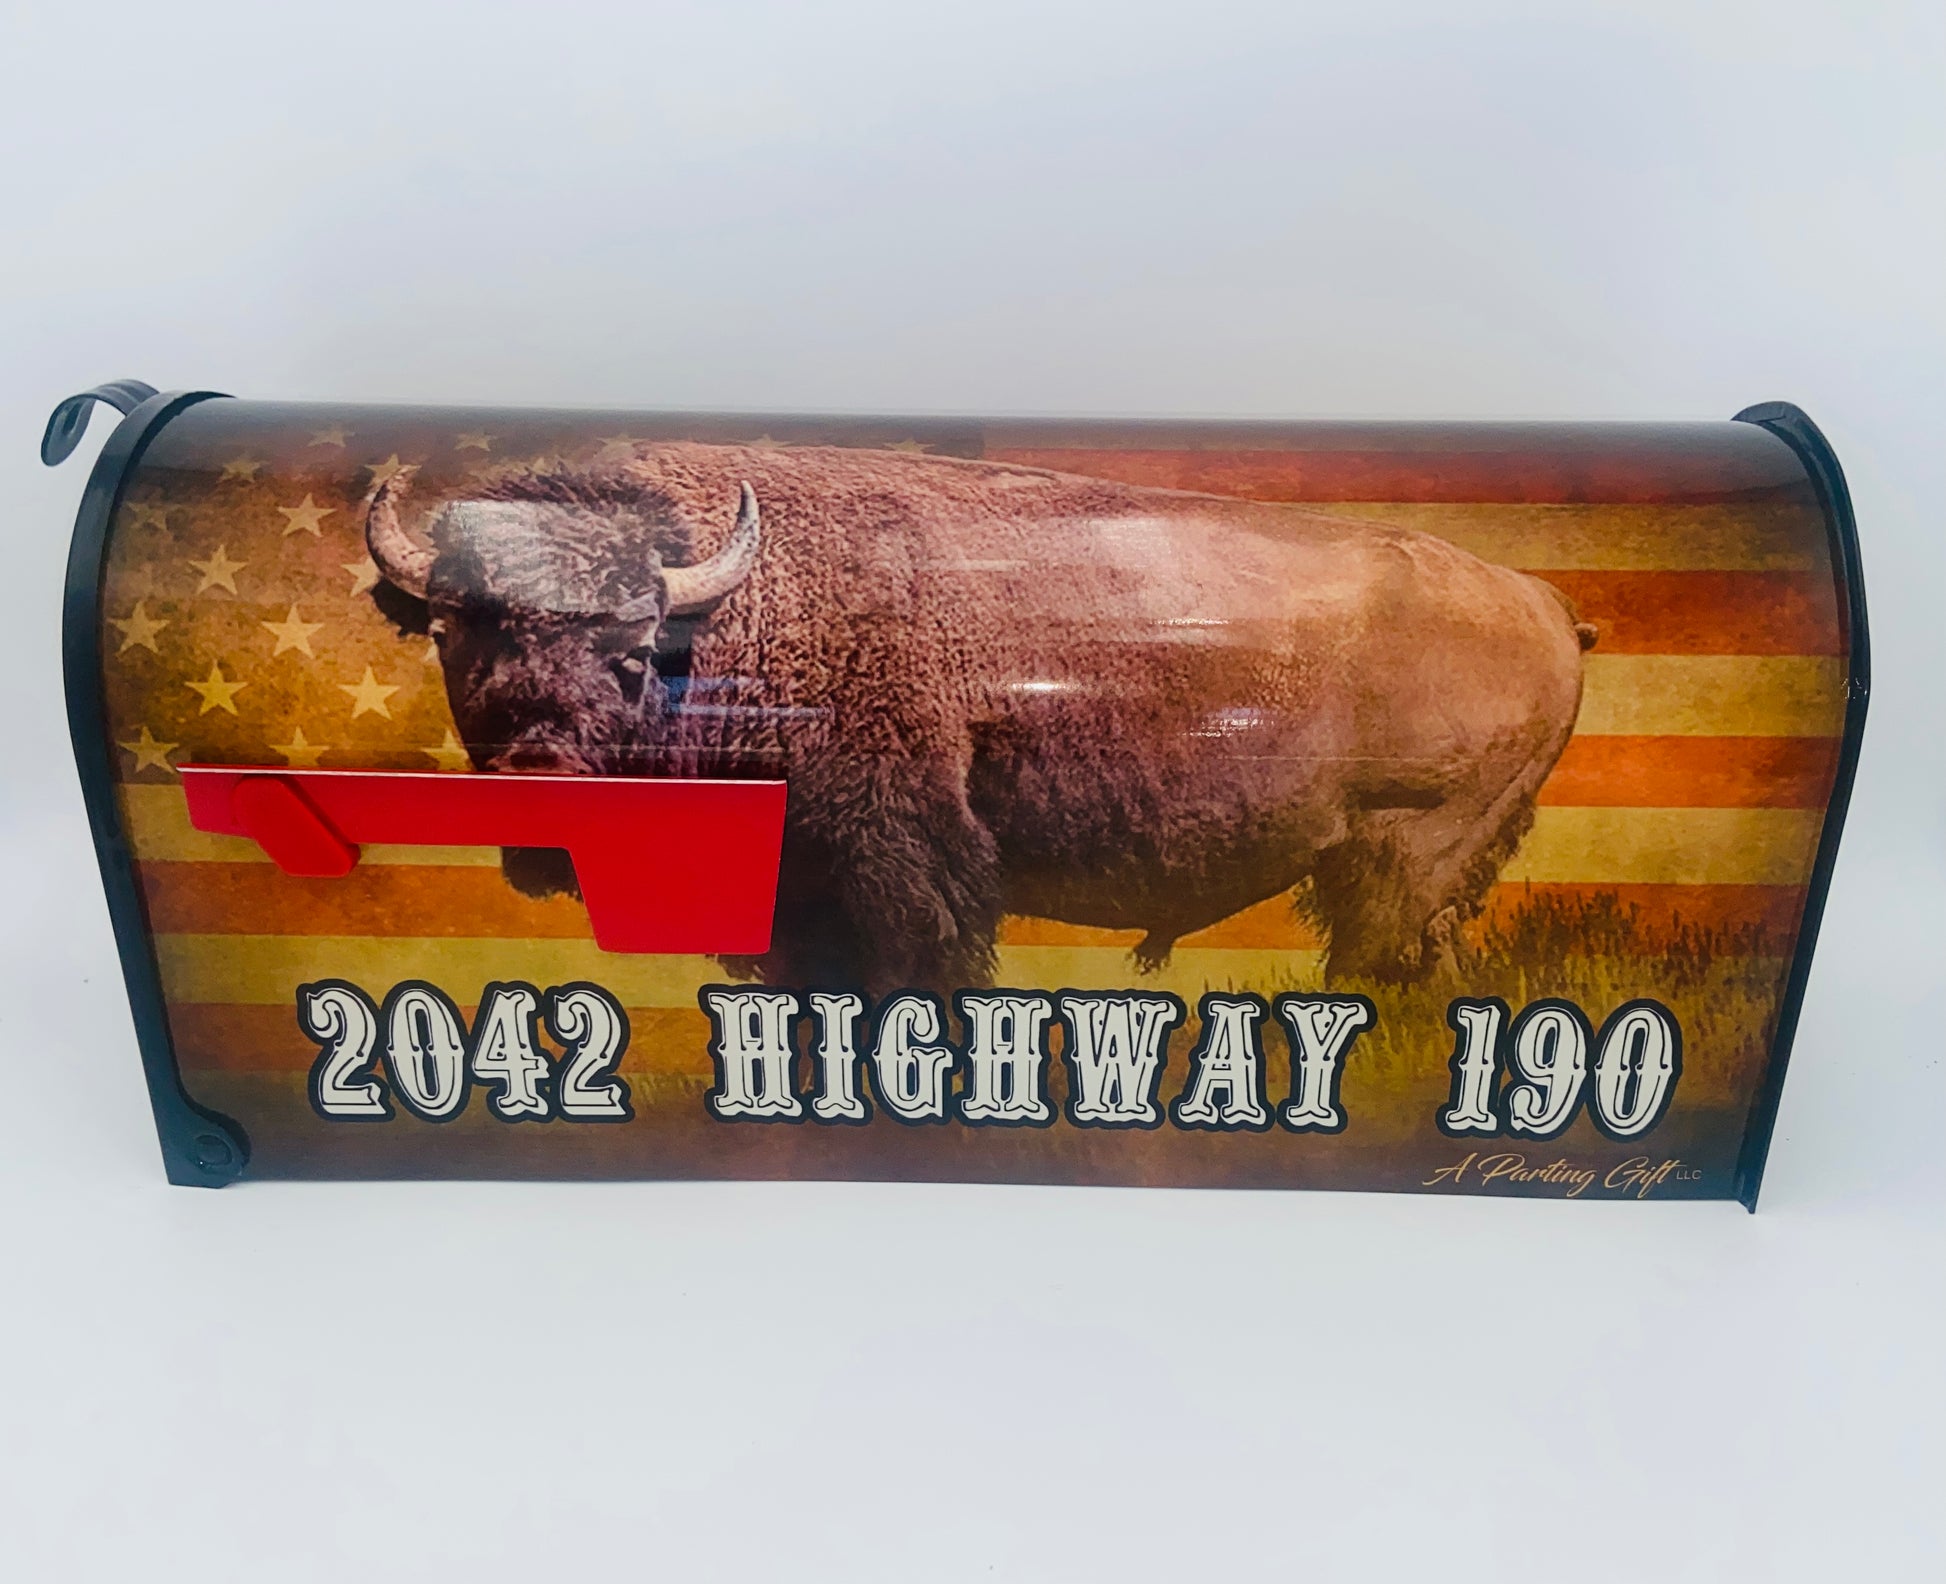 2042 HIGHWAY 190
A Parting Gift LLC